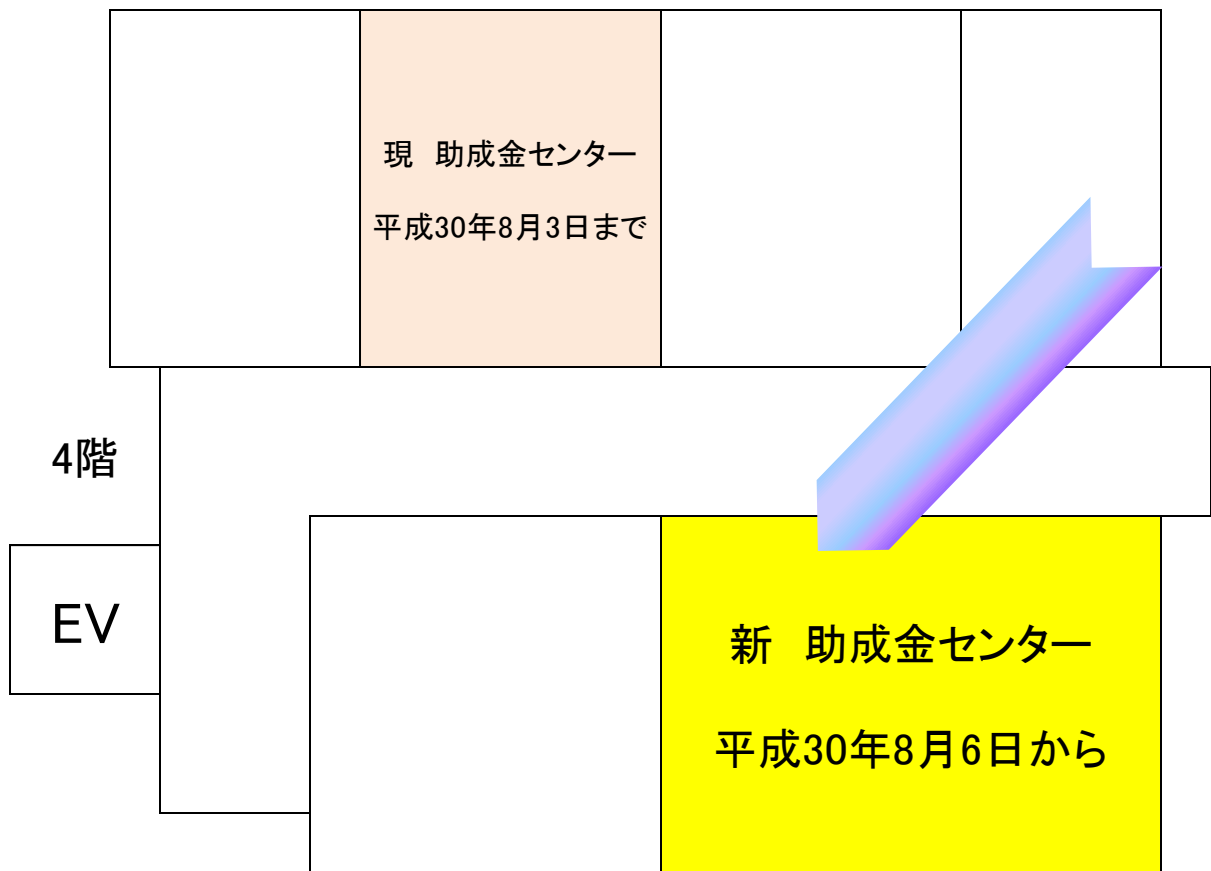 現　助成金センター
平成30年8月3日まで
4階
EV
新　助成金センター
平成30年8月6日から